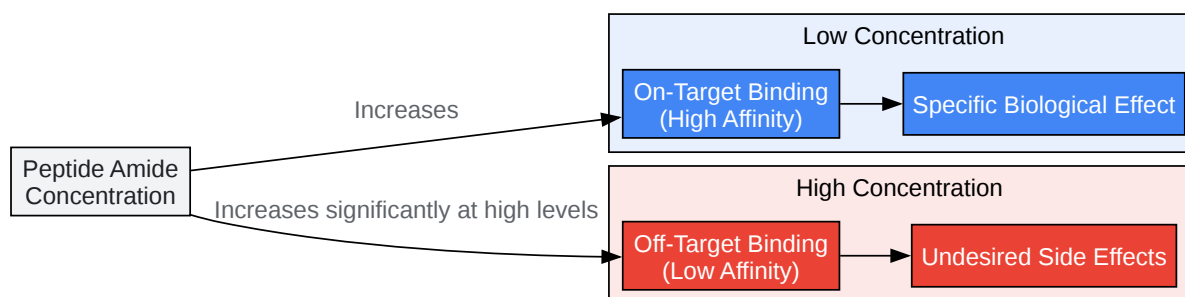 Peptide Amide
Concentration
Increases
Increases significantly at high levels
Low Concentration
On-Target Binding
(High Affinity)
Specific Biological Effect
High Concentration
Off-Target Binding
(Low Affinity)
Undesired Side Effects